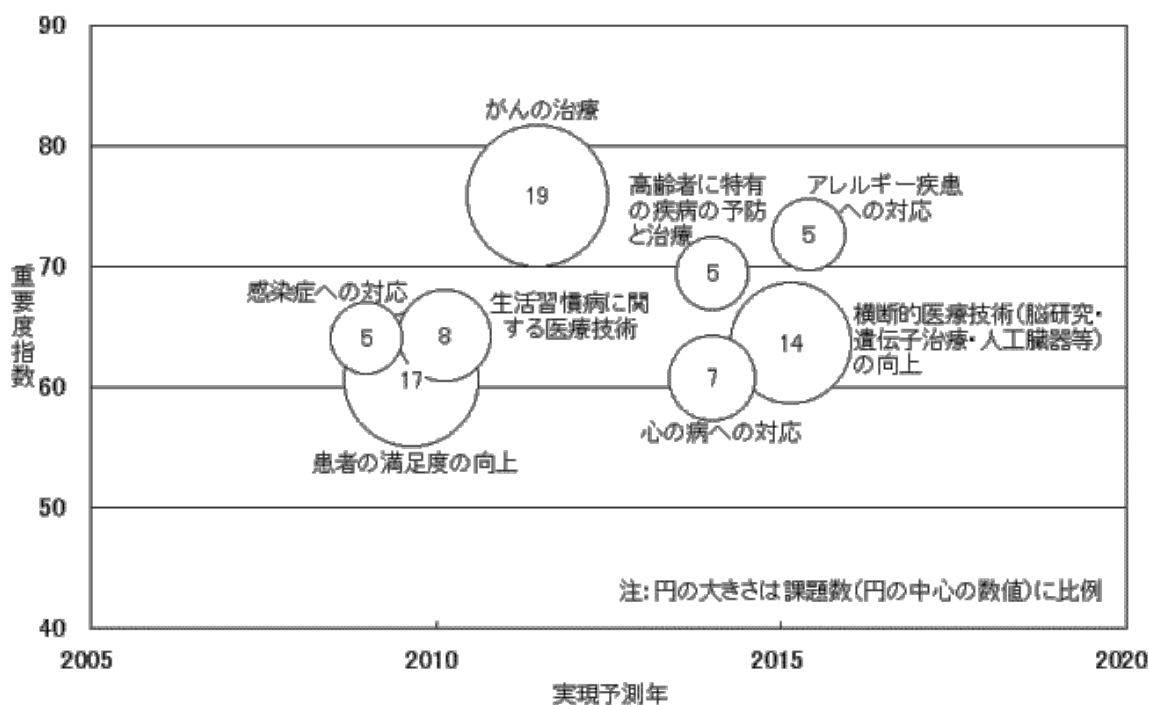 90
がんの治療
80
高齢者に特有
の疾病の予防
と治療
アレルギー疾患
への対応
19
5
5
70
重要度指数
感染症への対応
生活習慣病に関
する医療技術
横断的医療技術(脳研究・
遺伝子治療・人工臓器等)
の向上
5
8
14
17
7
60
心の病への対応
患者の満足度の向上
50
注:円の大きさは課題数(円の中心の数値)に比例
40
2005
2010
2015
2020
実現予測年